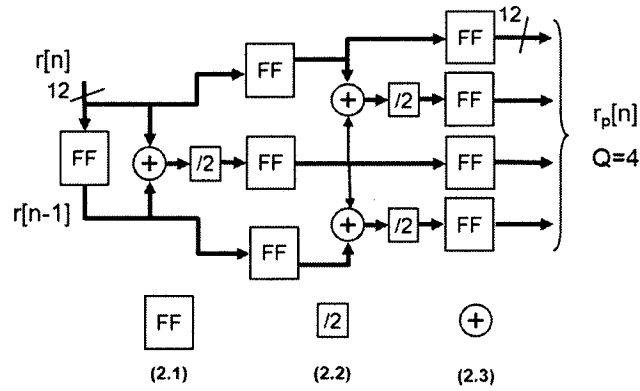 r[n]
12
FF
r[n-1]
+
/2
FF
FF
FF
+
/2
+
/2
FF
FF
FF
FF
12
r_p[n]
Q=4
FF
/2
+
(2.1)
(2.2)
(2.3)